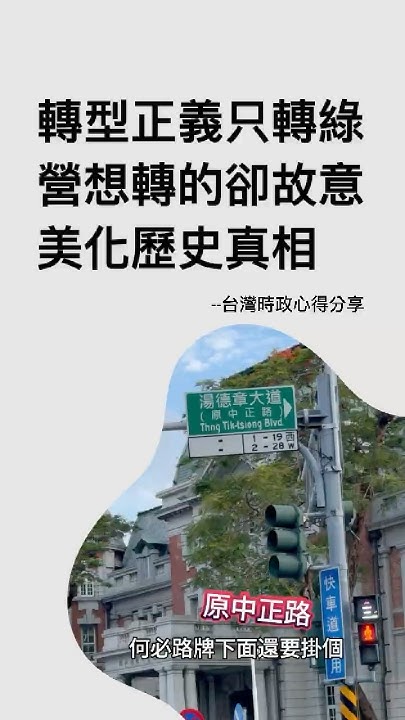 轉型正義只轉綠
營想轉的卻故意
美化歷史真相
--台灣時政心得分享
湯德章大道
(原中正路)
Thng Tik-tsiong Blvd.
1-19 西
2-28 W
快車道
用
原中正路
何必路牌下面還要掛個